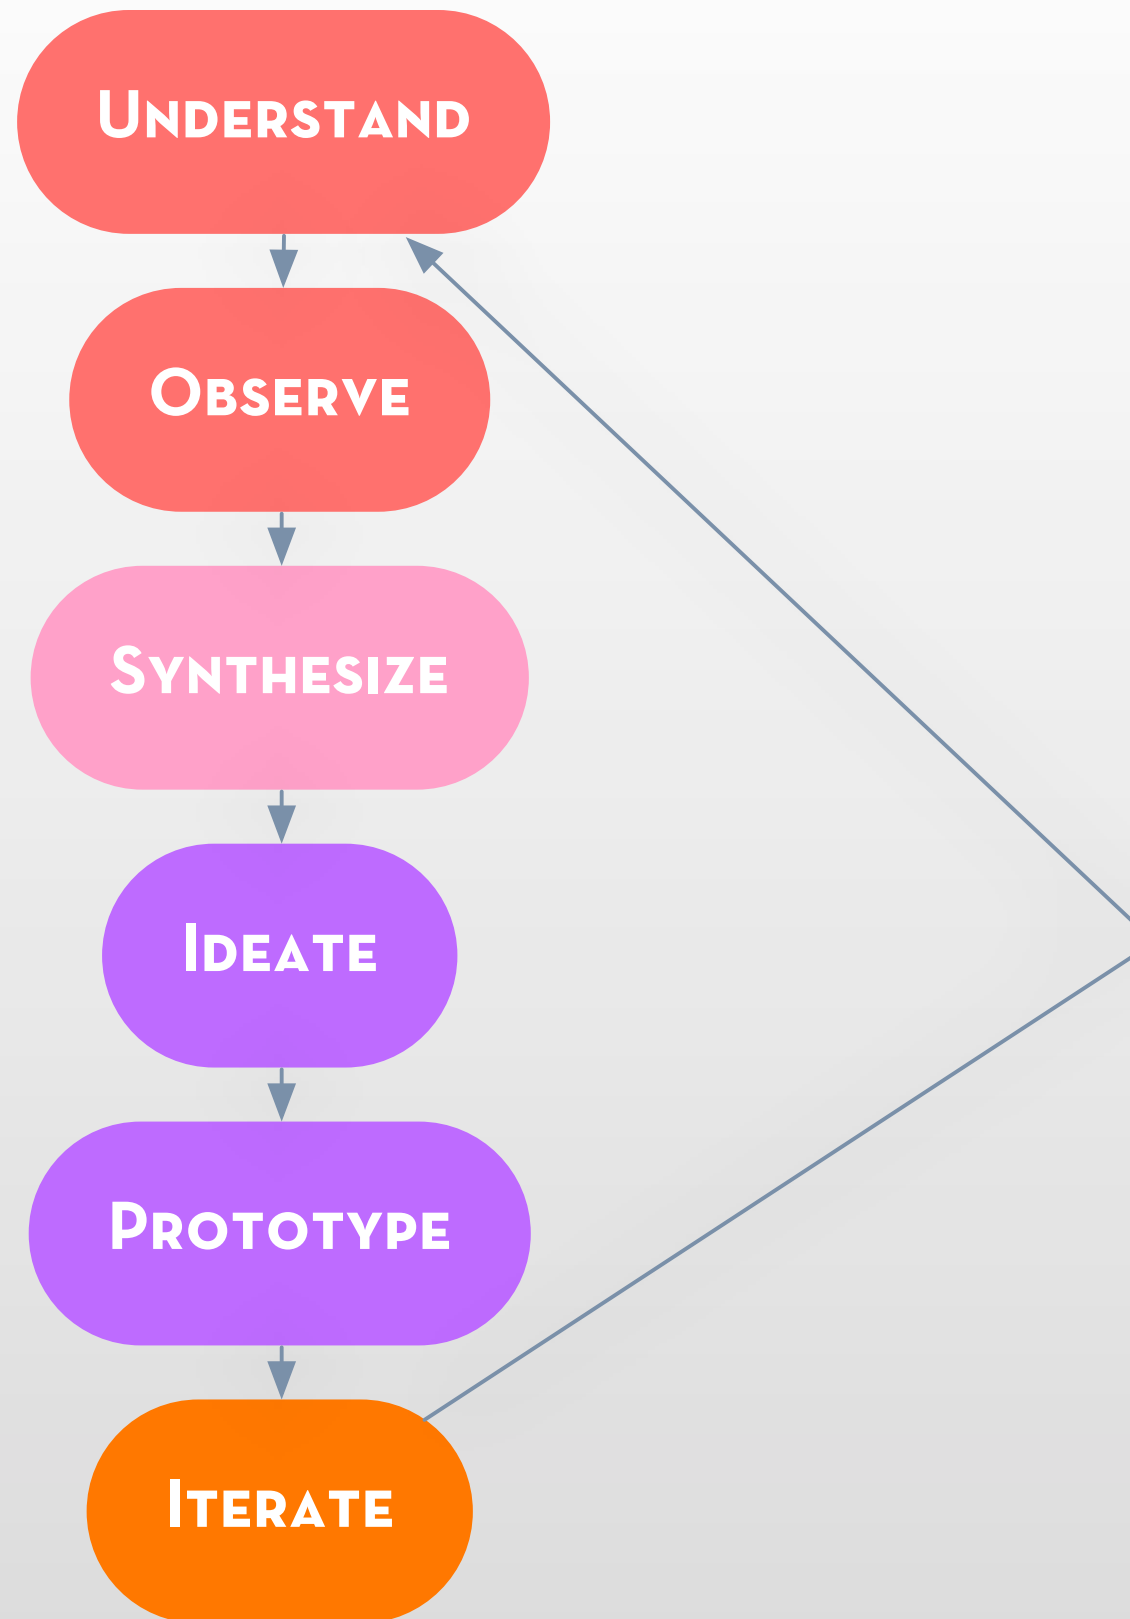 Understand
Observe
Synthesize
Ideate
Prototype
Iterate